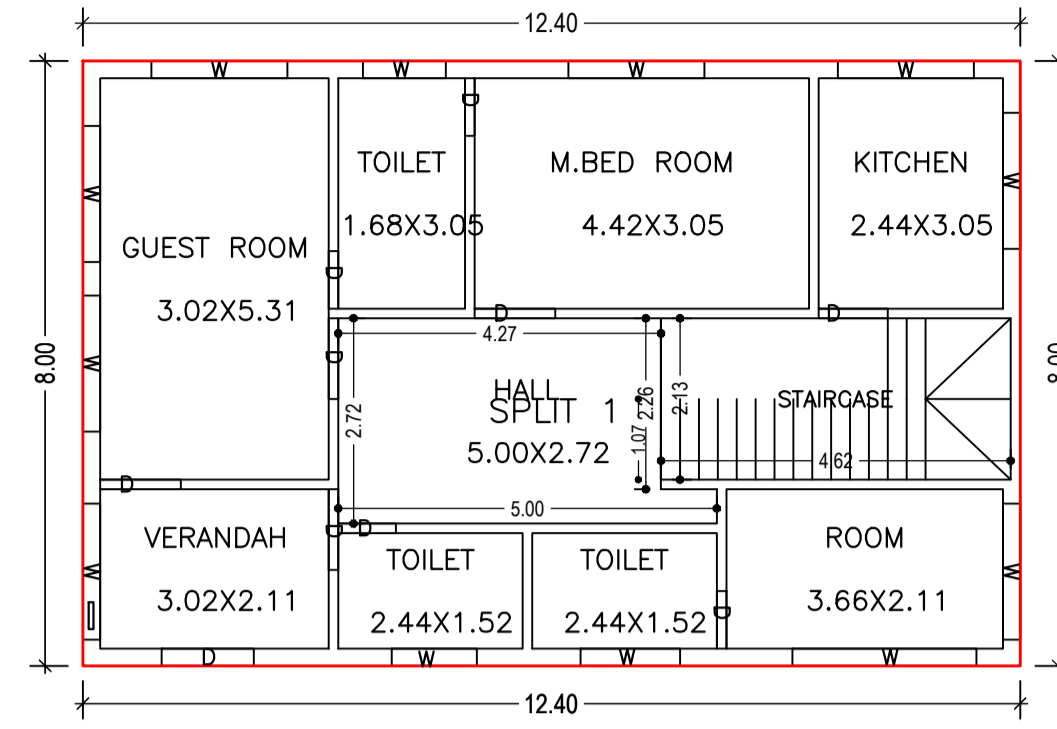 12.40
W
W
W
W
D
TOILET
M.BED ROOM
KITCHEN
W
W
1.68X3.05
4.42X3.05
2.44X3.05
GUEST ROOM
D
3.02X5.31
D
D
4.27
8.00
W
D
2.72
HALL
SPLIT 1
5.00X2.72
2.26
1.07
2.13
STAIRCASE
4.62
8.00
D
5.00
VERANDAH
D
D
TOILET
TOILET
ROOM
W
W
3.02X2.11
2.44X1.52
2.44X1.52
D
3.66X2.11
D
W
W
W
12.40